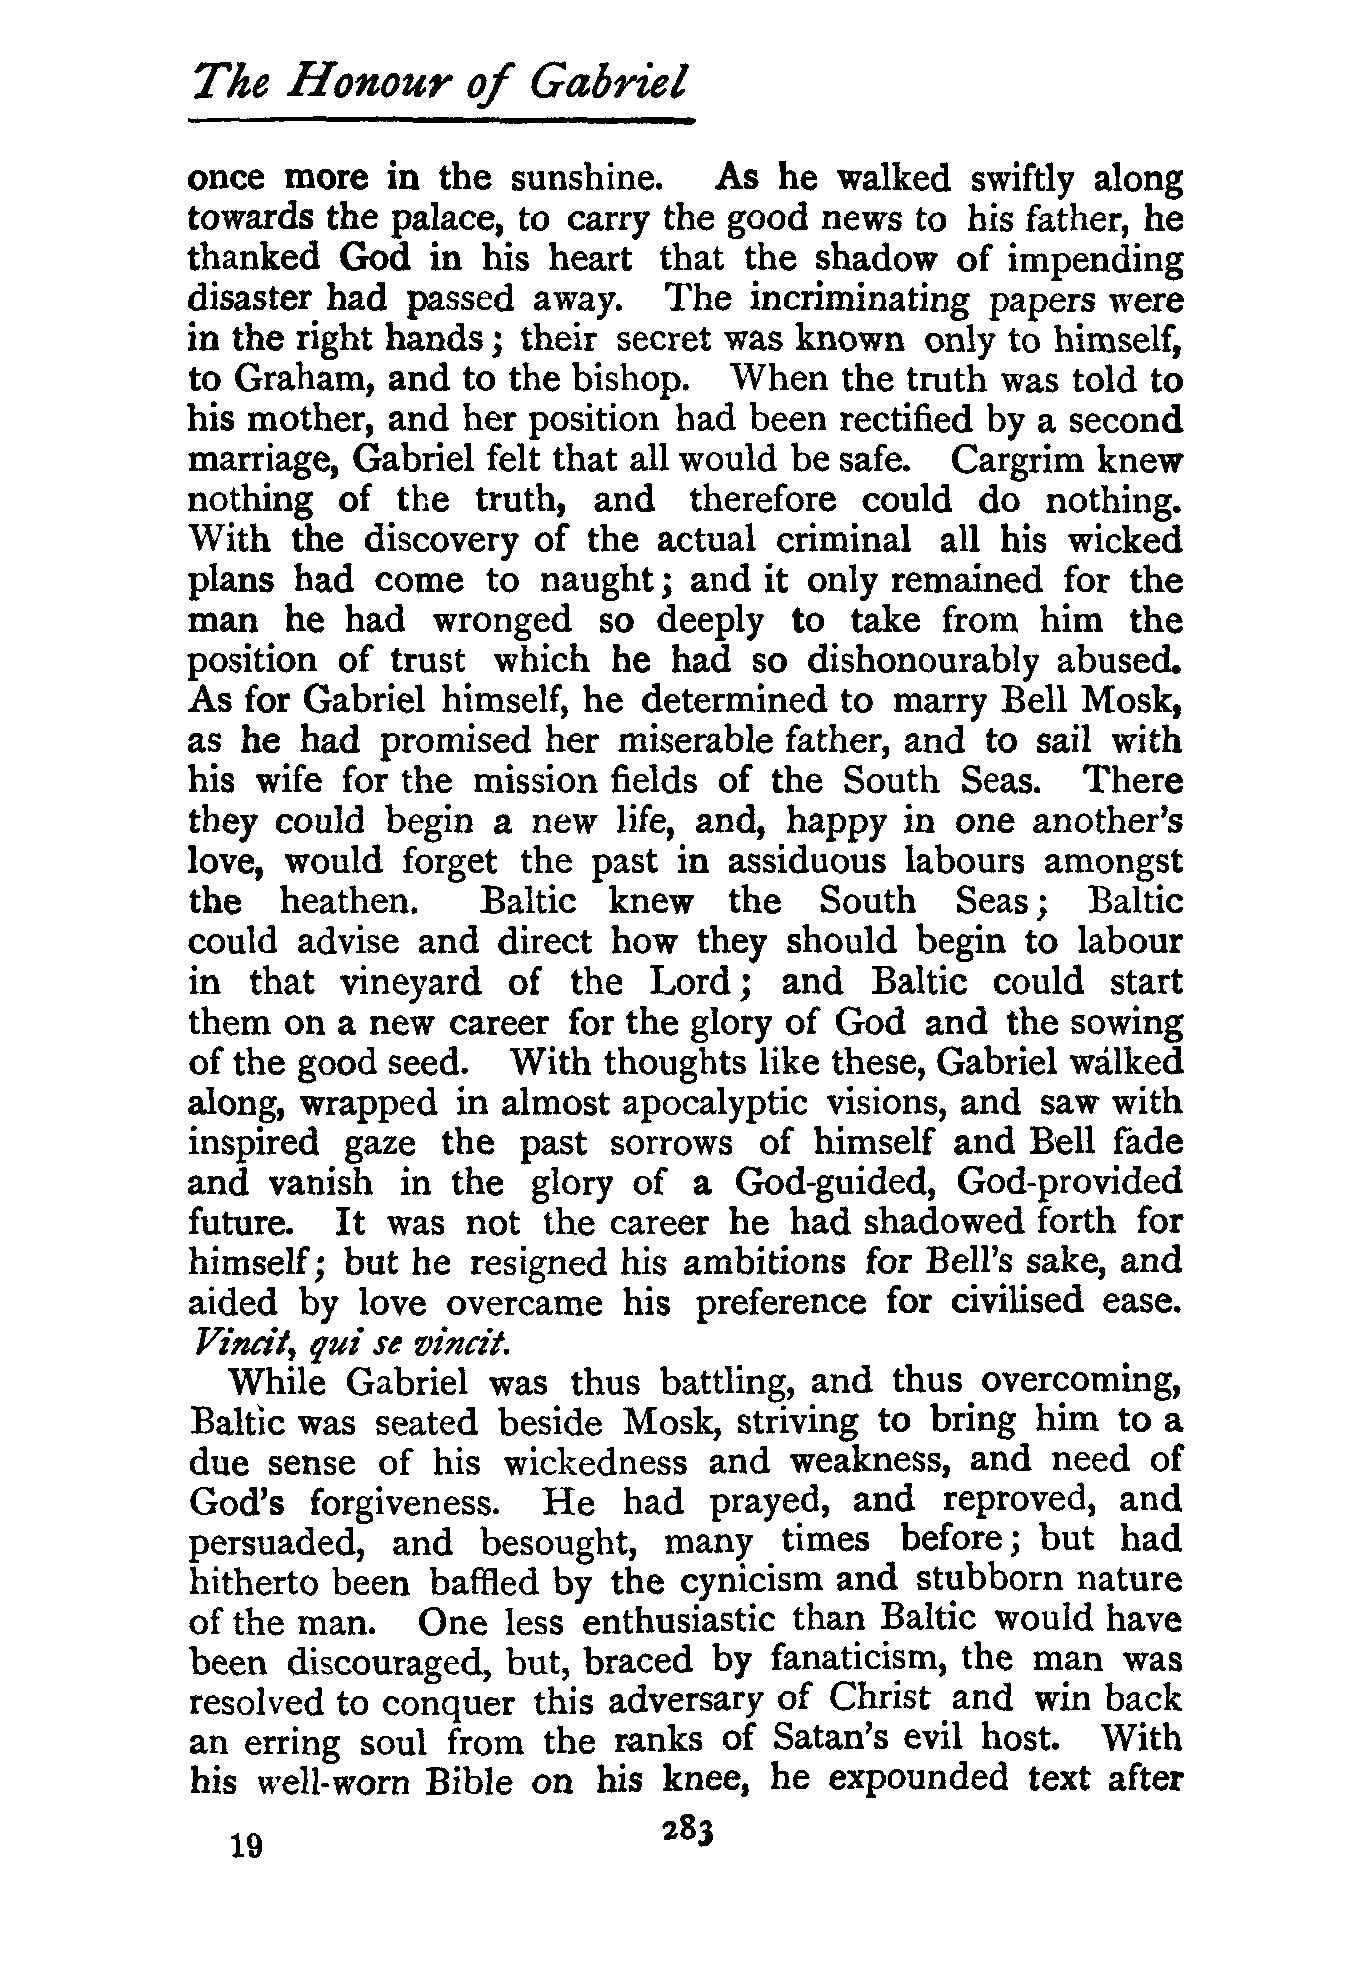 The Honour of Gabriel
once more in the sunshine. As he walked swiftly along
towards the palace, to carry the good news to his father, he
thanked God in his heart that the shadow of impending
disaster had passed away. The incriminating papers were
in the right hands; their secret was known only to himself,
to Graham, and to the bishop. When the truth was told to
his mother, and her position had been rectified by a second
marriage, Gabriel felt that all would be safe. Cargrim knew
nothing of the truth, and therefore could do nothing.
With the discovery of the actual criminal all his wicked
plans had come to naught; and it only remained for the
man he had wronged so deeply to take from him the
position of trust which he had so dishonourably abused.
As for Gabriel himself, he determined to marry Bell Mosk,
as he had promised her miserable father, and to sail with
his wife for the mission fields of the South Seas. There
they could begin a new life, and, happy in one another's
love, would forget the past in assiduous labours amongst
the heathen. Baltic knew the South Seas; Baltic
could advise and direct how they should begin to labour
in that vineyard of the Lord; and Baltic could start
them on a new career for the glory of God and the sowing
of the good seed. With thoughts like these, Gabriel walked
along, wrapped in almost apocalyptic visions, and saw with
inspired gaze the past sorrows of himself and Bell fade
and vanish in the glory of a God-guided, God-provided
future. It was not the career he had shadowed forth for
himself; but he resigned his ambitions for Bell's sake, and
aided by love overcame his preference for civilised ease.
Vincit, qui se vincit.
While Gabriel was thus battling, and thus overcoming,
Baltic was seated beside Mosk, striving to bring him to a
due sense of his wickedness and weakness, and need of
God's forgiveness. He had prayed, and reproved, and
persuaded, and besought, many times before; but had
hitherto been baffled by the cynicism and stubborn nature
of the man. One less enthusiastic than Baltic would have
been discouraged, but, braced by fanaticism, the man was
resolved to conquer this adversary of Christ and win back
an erring soul from the ranks of Satan's evil host. With
his well-worn Bible on his knee, he expounded text after
283
19